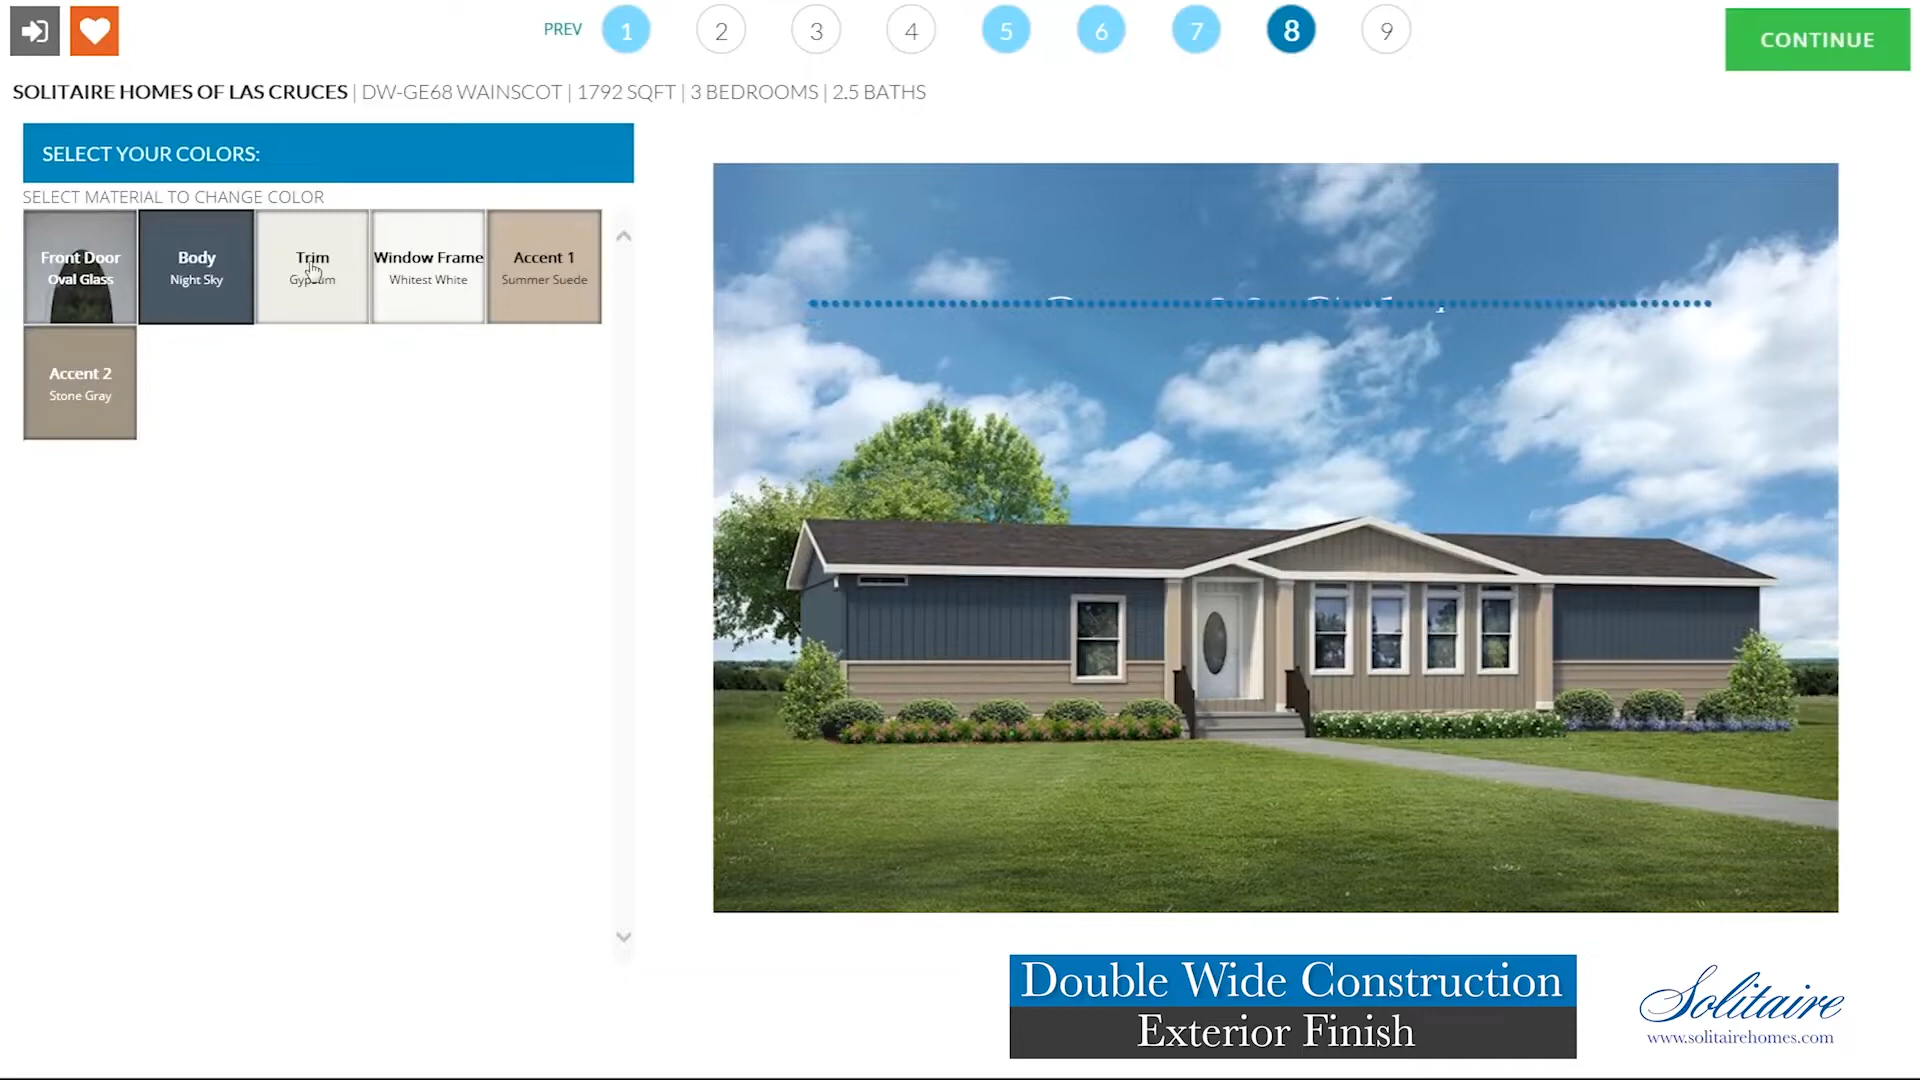 PREV 1 2 3 4 5 6 7 8 9
CONTINUE
SOLITAIRE HOMES OF LAS CRUCES | DW-GE68 WAINSCOT | 1792 SQFT | 3 BEDROOMS | 2.5 BATHS
SELECT YOUR COLORS:
SELECT MATERIAL TO CHANGE COLOR
Front Door
Oval Glass
Body
Night Sky
Trim
Gypsum
Window Frame
Whitest White
Accent 1
Summer Suede
Accent 2
Stone Gray
Double Wide Construction
Exterior Finish
Solitaire
www.solitairehomes.com